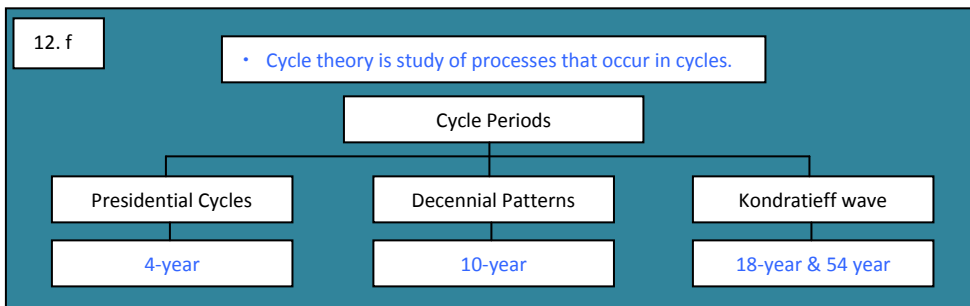 12. f
· Cycle theory is study of processes that occur in cycles.
Cycle Periods
Presidential Cycles
Decennial Patterns
Kondratieff wave
4-year
10-year
18-year & 54 year